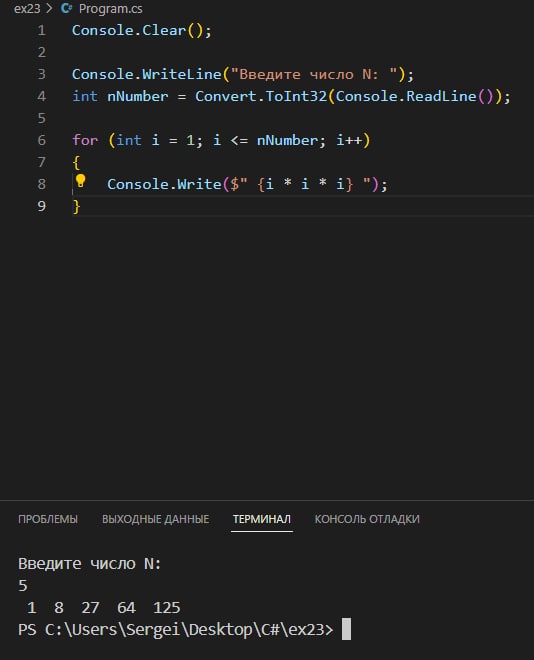 ex23 > C# Program.cs
1 Console.Clear();
2
3 Console.WriteLine("Введите число N: ");
4 int nNumber = Convert.ToInt32(Console.ReadLine());
5
6 for (int i = 1; i <= nNumber; i++)
7 {
8 Console.Write($" {i * i * i} ");
9 }
ПРОБЛЕМЫ ВЫХОДНЫЕ ДАННЫЕ ТЕРМИНАЛ КОНСОЛЬ ОТЛАДКИ
Введите число N:
5
1 8 27 64 125
PS C:\Users\Sergei\Desktop\C#\ex23>